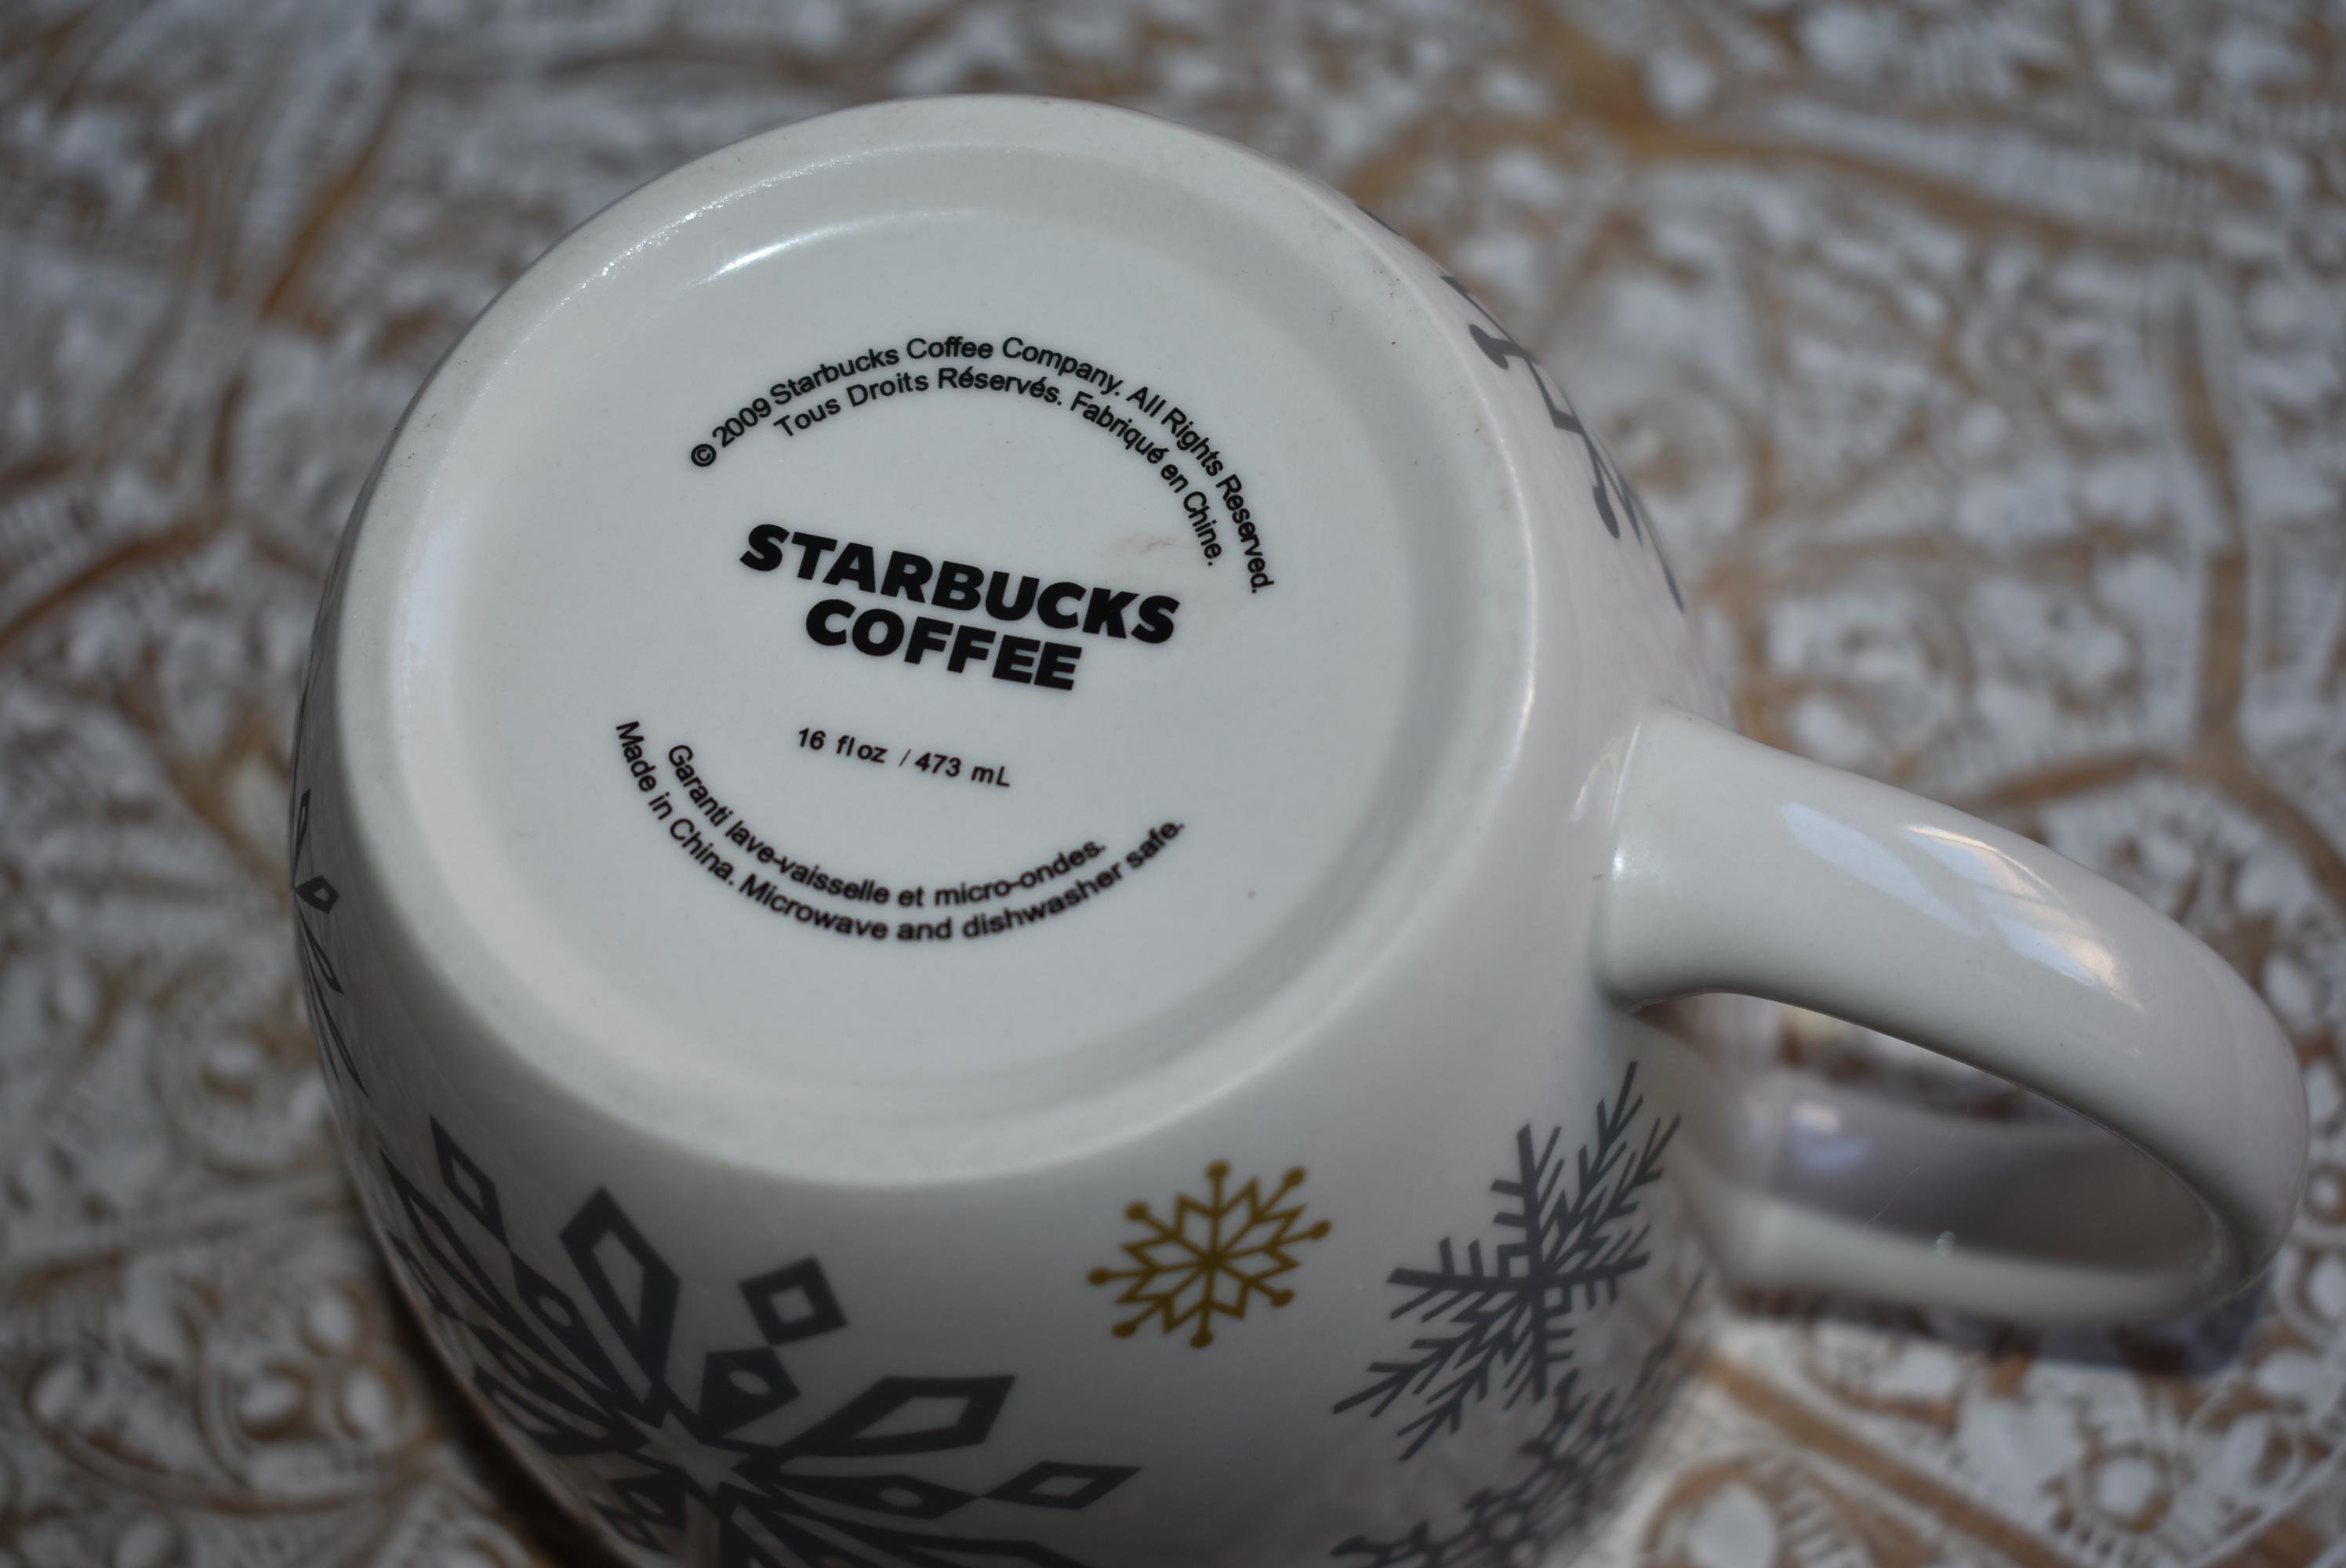 © 2009 Starbucks Coffee Company. All Rights Reserved.
Tous Droits Réservés. Fabriqué en Chine.
STARBUCKS
COFFEE
16 fl oz / 473 mL
Garanti lave-vaisselle et micro-ondes.
Made in China. Microwave and dishwasher safe.